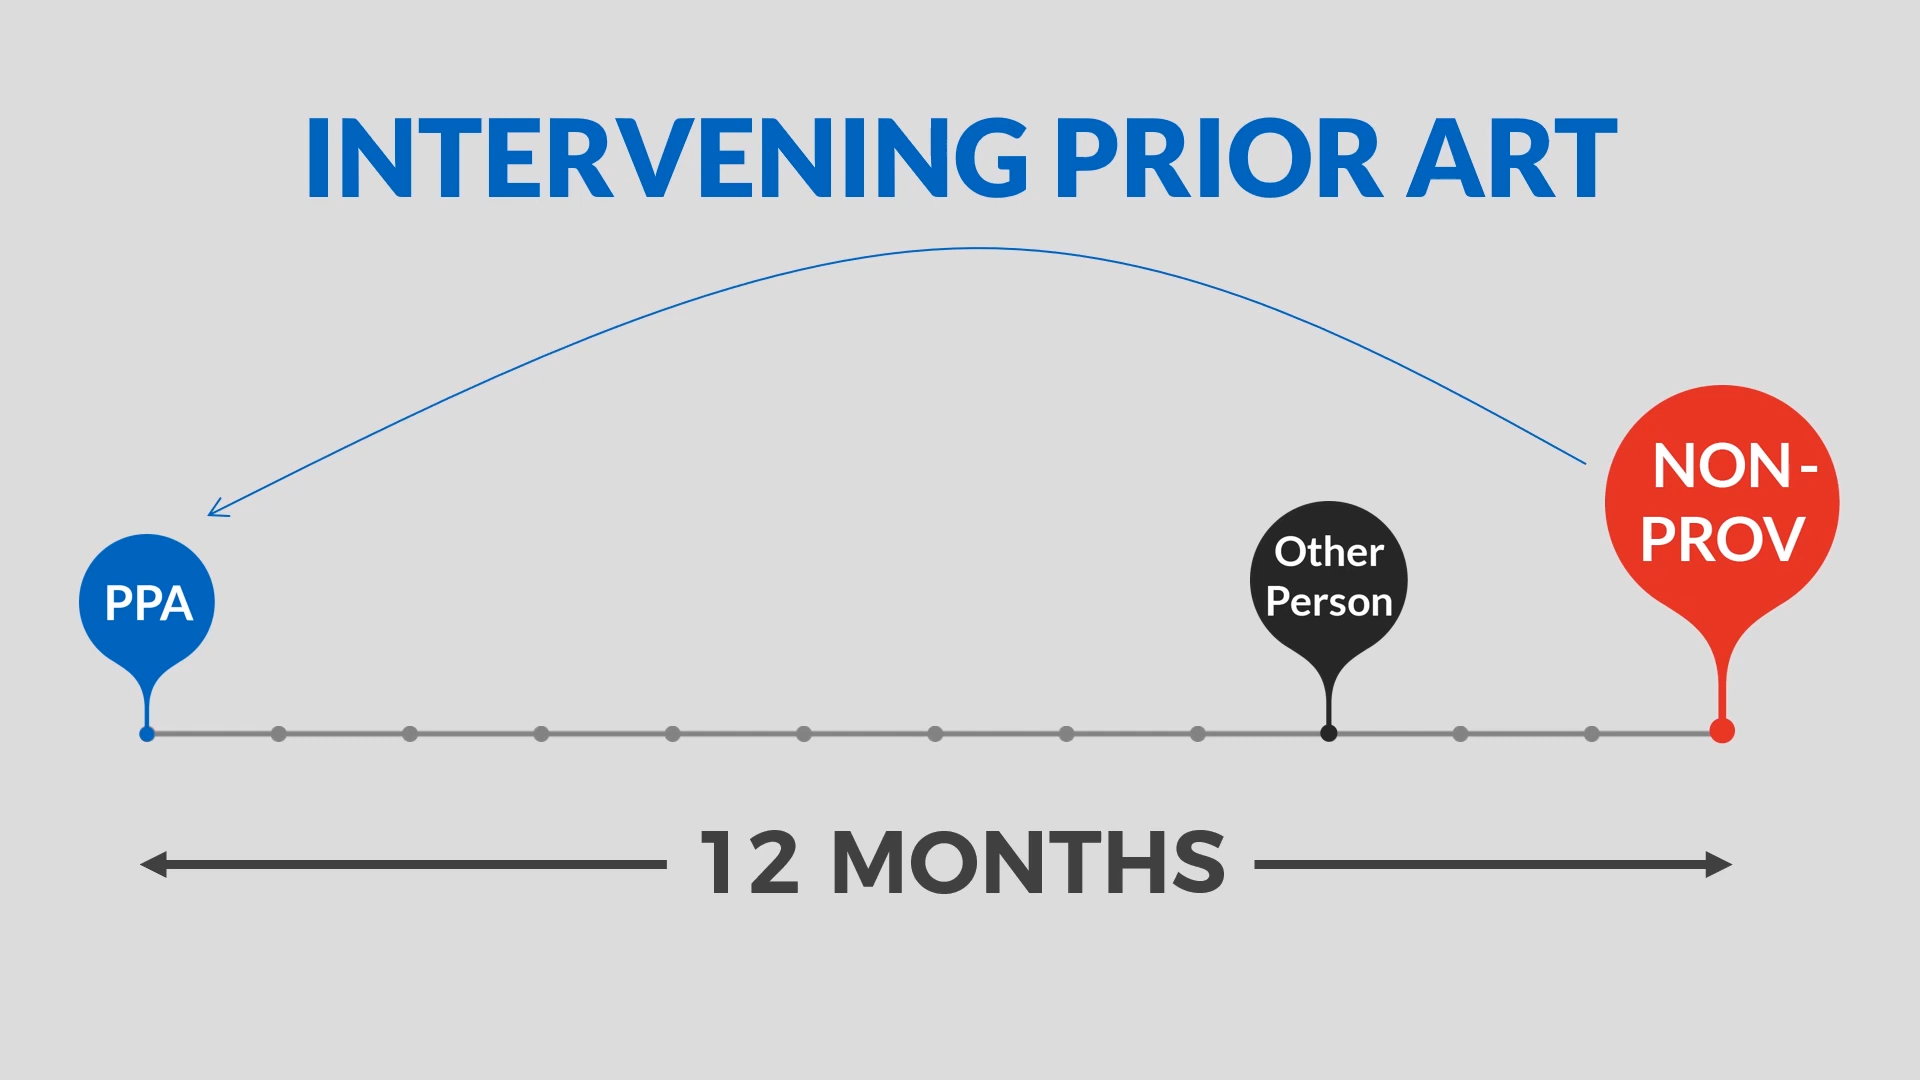 INTERVENING PRIOR ART
PPA
Other
Person
NON-
PROV
12 MONTHS